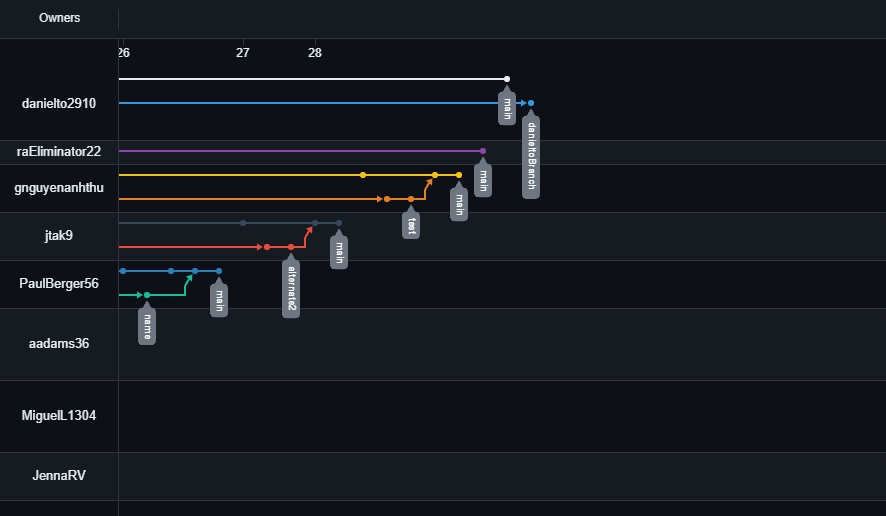 Owners
26 27 28
danielto2910
main
danieltoBranch
raEliminator22
main
gnguyenanhthu
main
test
jtak9
main
alternate2
PaulBerger56
main
name
aadams36
MiguelL1304
JennaRV